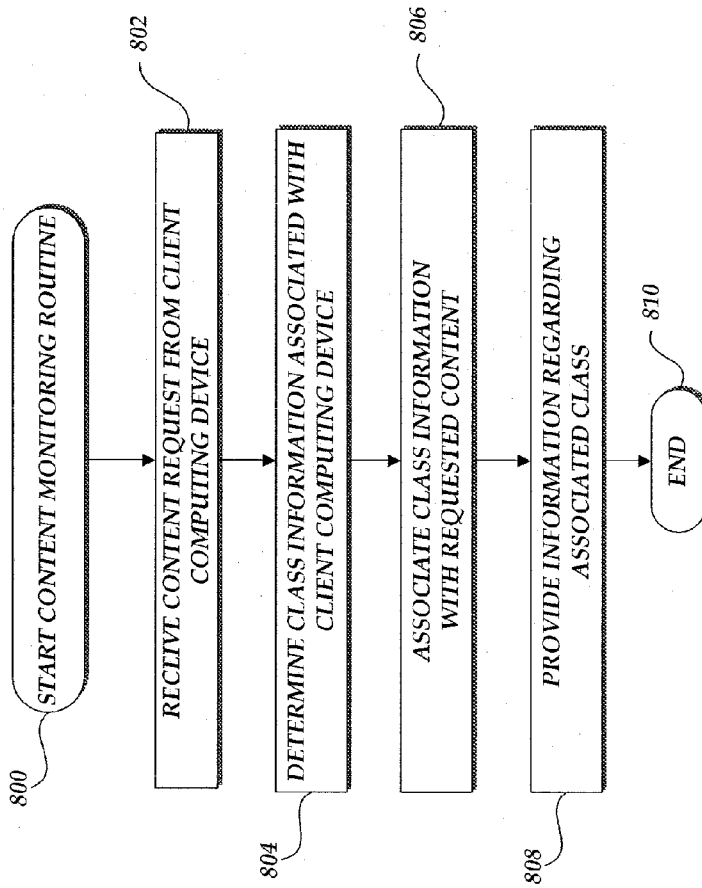 800
START CONTENT MONITORING ROUTINE
802
RECEIVE CONTENT REQUEST FROM CLIENT
COMPUTING DEVICE
804
DETERMINE CLASS INFORMATION ASSOCIATED WITH
CLIENT COMPUTING DEVICE
806
ASSOCIATE CLASS INFORMATION
WITH REQUESTED CONTENT
808
PROVIDE INFORMATION REGARDING
ASSOCIATED CLASS
810
END